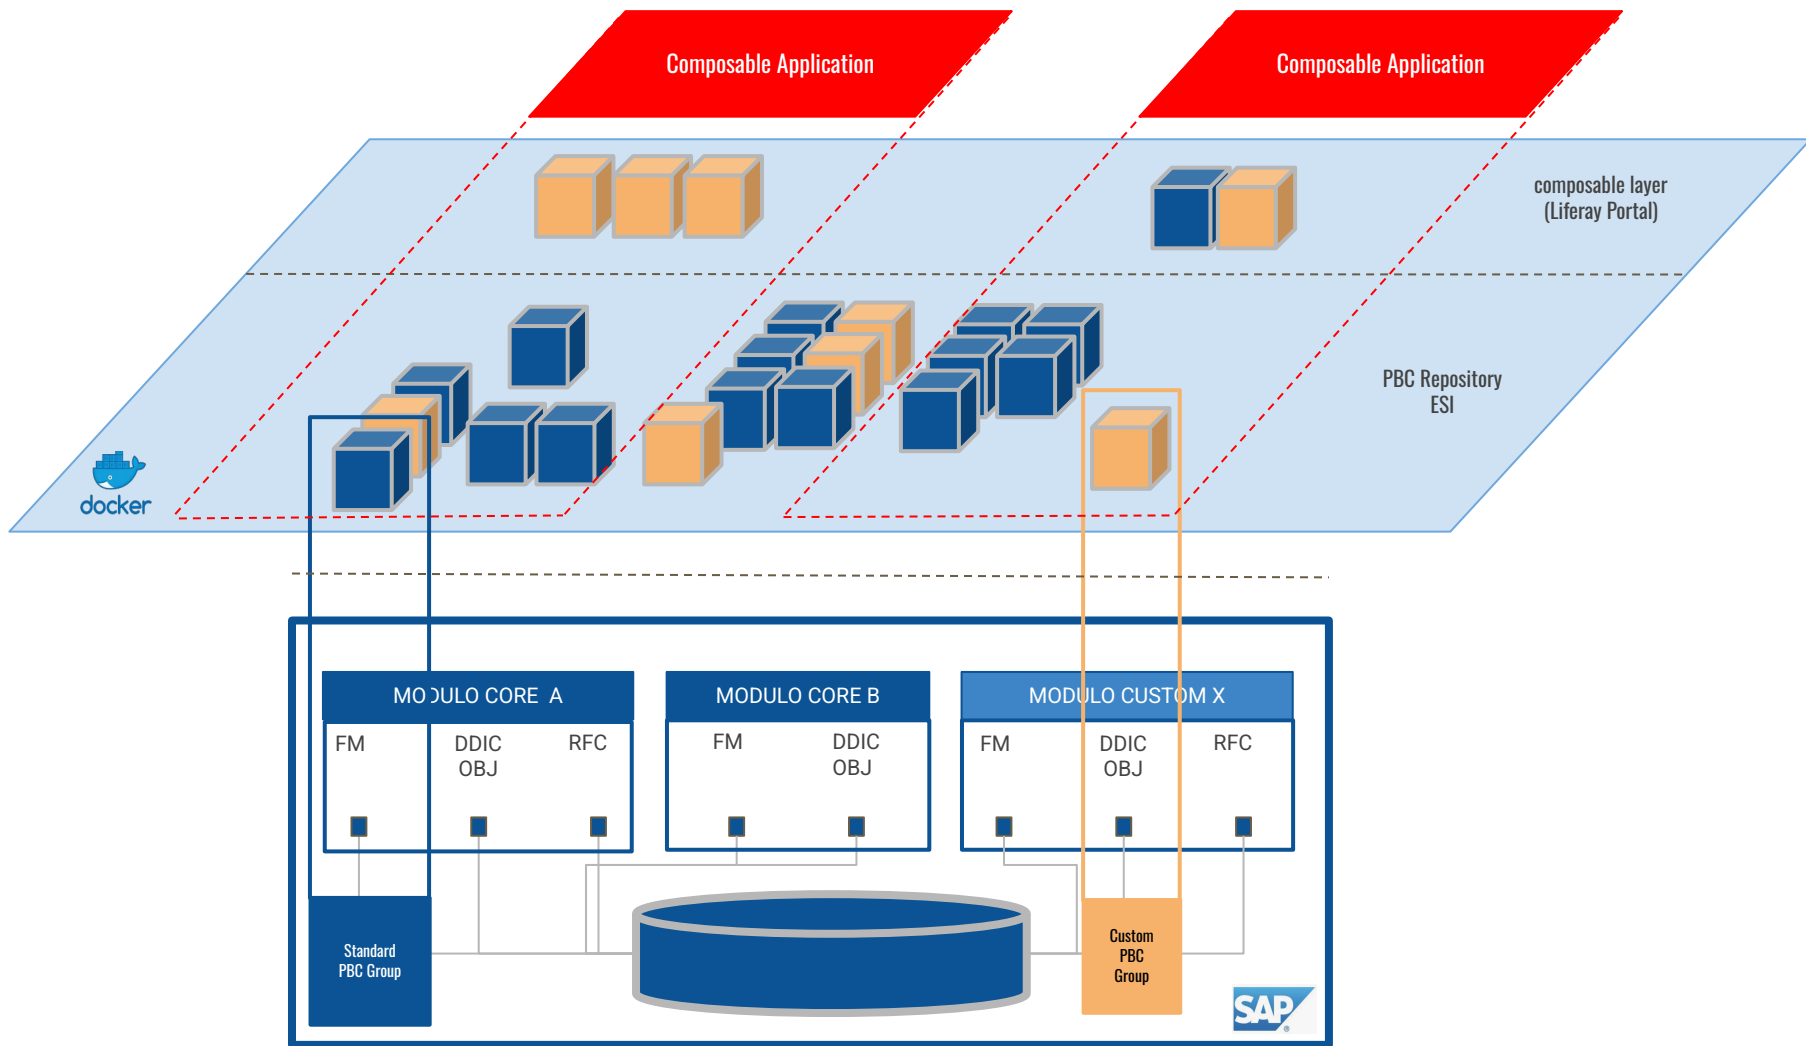 Composable Application
Composable Application
composable layer
(Liferay Portal)
PBC Repository
ESI
docker
MODULO CORE A
MODULO CORE B
MODULO CUSTOM X
FM
DDIC
OBJ
RFC
FM
DDIC
OBJ
FM
DDIC
OBJ
RFC
Standard
PBC Group
Custom
PBC
Group
SAP
®